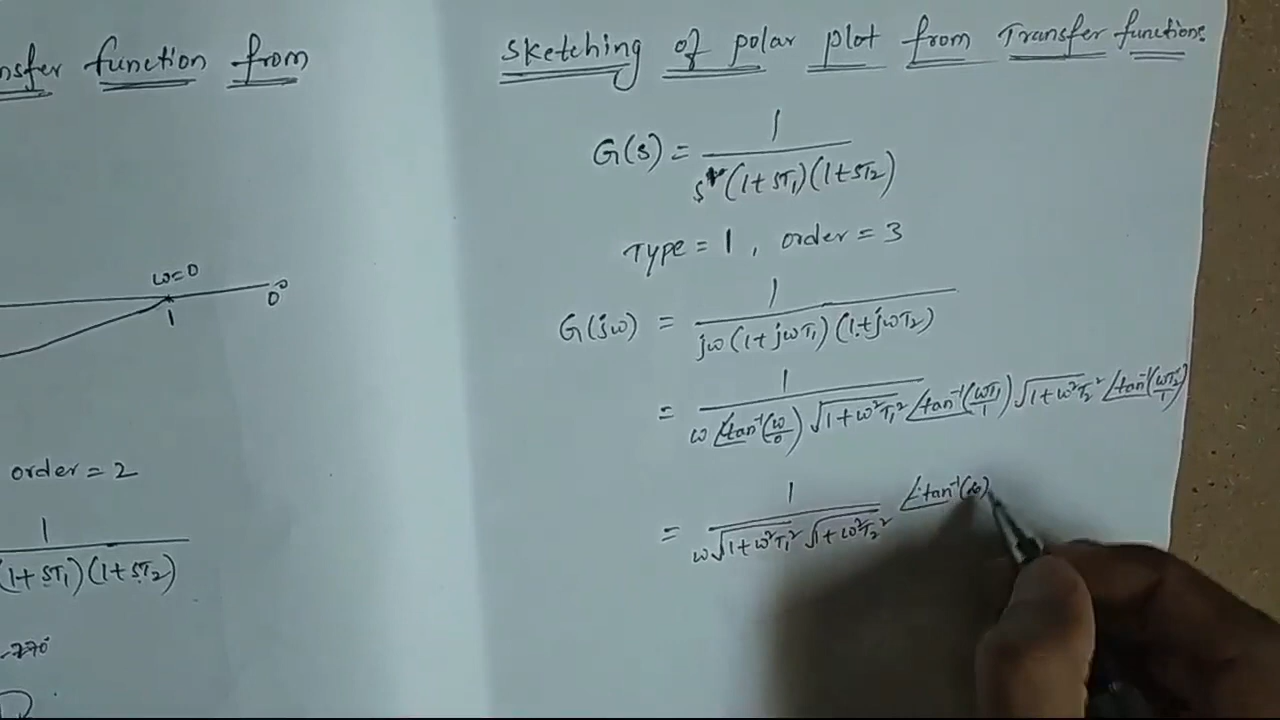 nsfer function from
ω=0
1
0°
order = 2
1
(1+ST₁)(1+ST₂)
-270°
Sketching of polar plot from Transfer functions.
G(s) = 1
s (1+ST₁)(1+ST₂)
Type = 1, order = 3
G(jω) = 1
jω (1+jωT₁) (1+jωT₂)
= 1
ω ∠tan⁻¹(ω/0) √1+ω²T₁² ∠tan⁻¹(ωT₁/1) √1+ω²T₂² ∠tan⁻¹(ωT₂/1)
= 1 ∠-tan⁻¹(∞)
ω√1+ω²T₁² √1+ω²T₂²